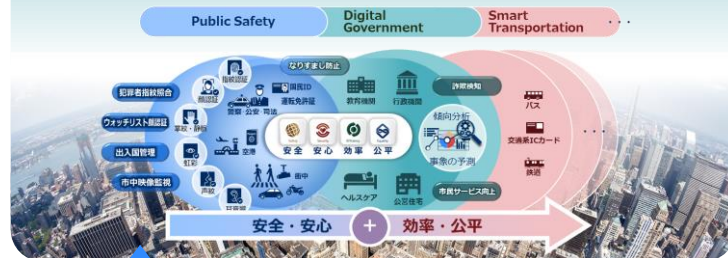 Public Safety
Digital
Government
Smart
Transportation
...
指紋認証
なりすまし防止
犯罪者指紋照合
顔認証
国民ID
運転免許証
警察・公安・司法
教育機関
行政機関
詐欺検知
バス
ウォッチリスト顔認証
掌紋・静脈
傾向分析
交通系ICカード
...
出入国管理
虹彩
空港
安全
安心
効率
公平
事象の予測
鉄道
市中映像監視
声紋
街中
ヘルスケア
公営住宅
市民サービス向上
安全・安心
+
効率・公平